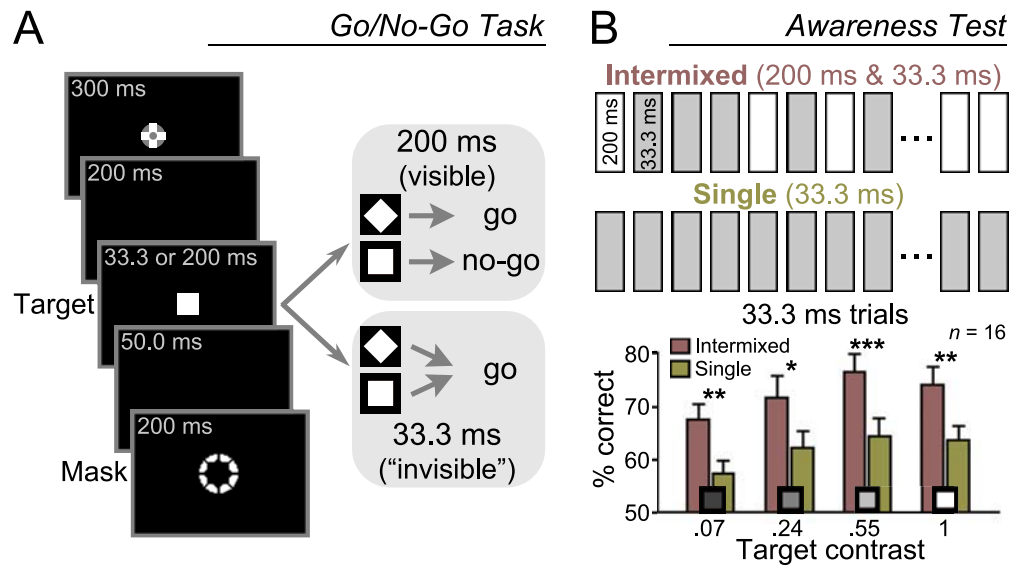 A
Go/No-Go Task
300 ms
200 ms
33.3 or 200 ms
Target
50.0 ms
200 ms
Mask
200 ms
(visible)
go
no-go
go
33.3 ms
(“invisible”)
B
Awareness Test
Intermixed (200 ms & 33.3 ms)
200 ms
33.3 ms
...
Single (33.3 ms)
...
33.3 ms trials
n = 16
Intermixed
Single
% correct
80
70
60
50
**
*
***
**
.07
.24
.55
1
Target contrast